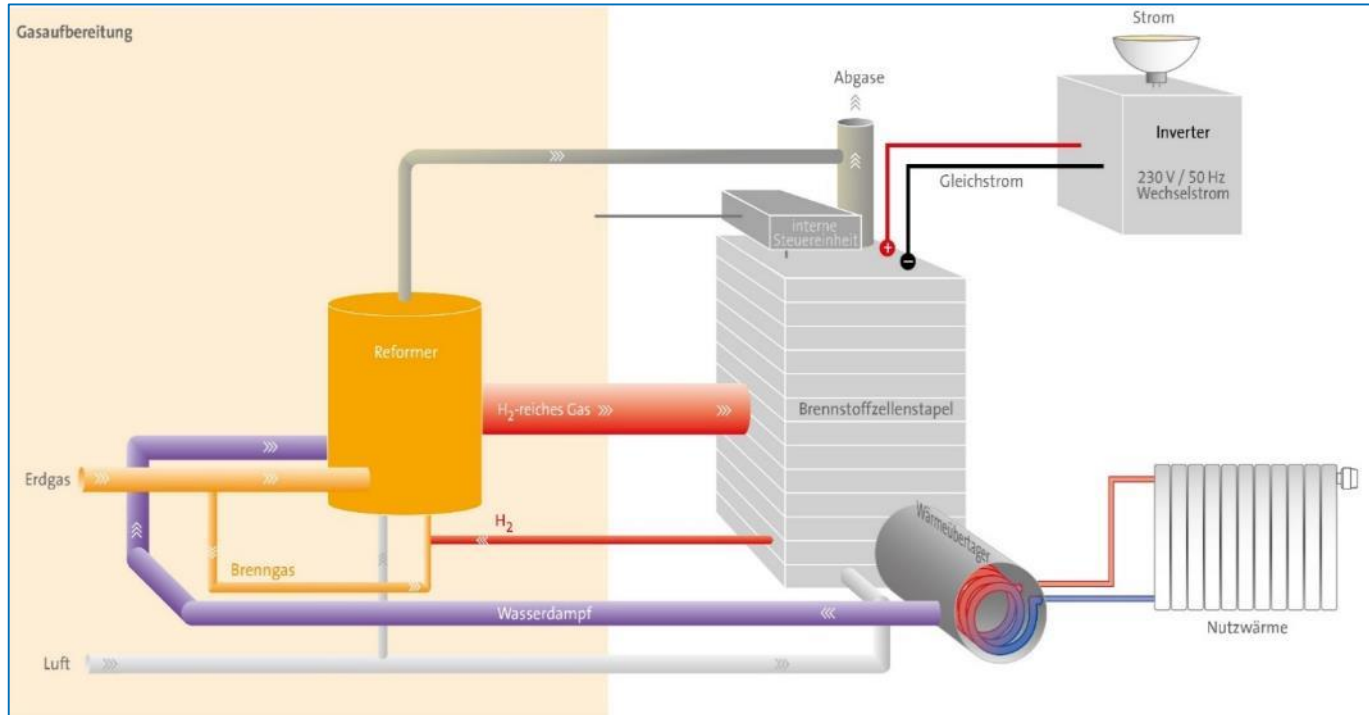 Gasaufbereitung
Strom
Abgase
Inverter
230 V / 50 Hz
Wechselstrom
Gleichstrom
interne
Steuereinheit
+
−
Reformer
H₂-reiches Gas
Brennstoffzellenstapel
Erdgas
Wärmeübertager
H₂
Brenngas
Wasserdampf
Nutzwärme
Luft